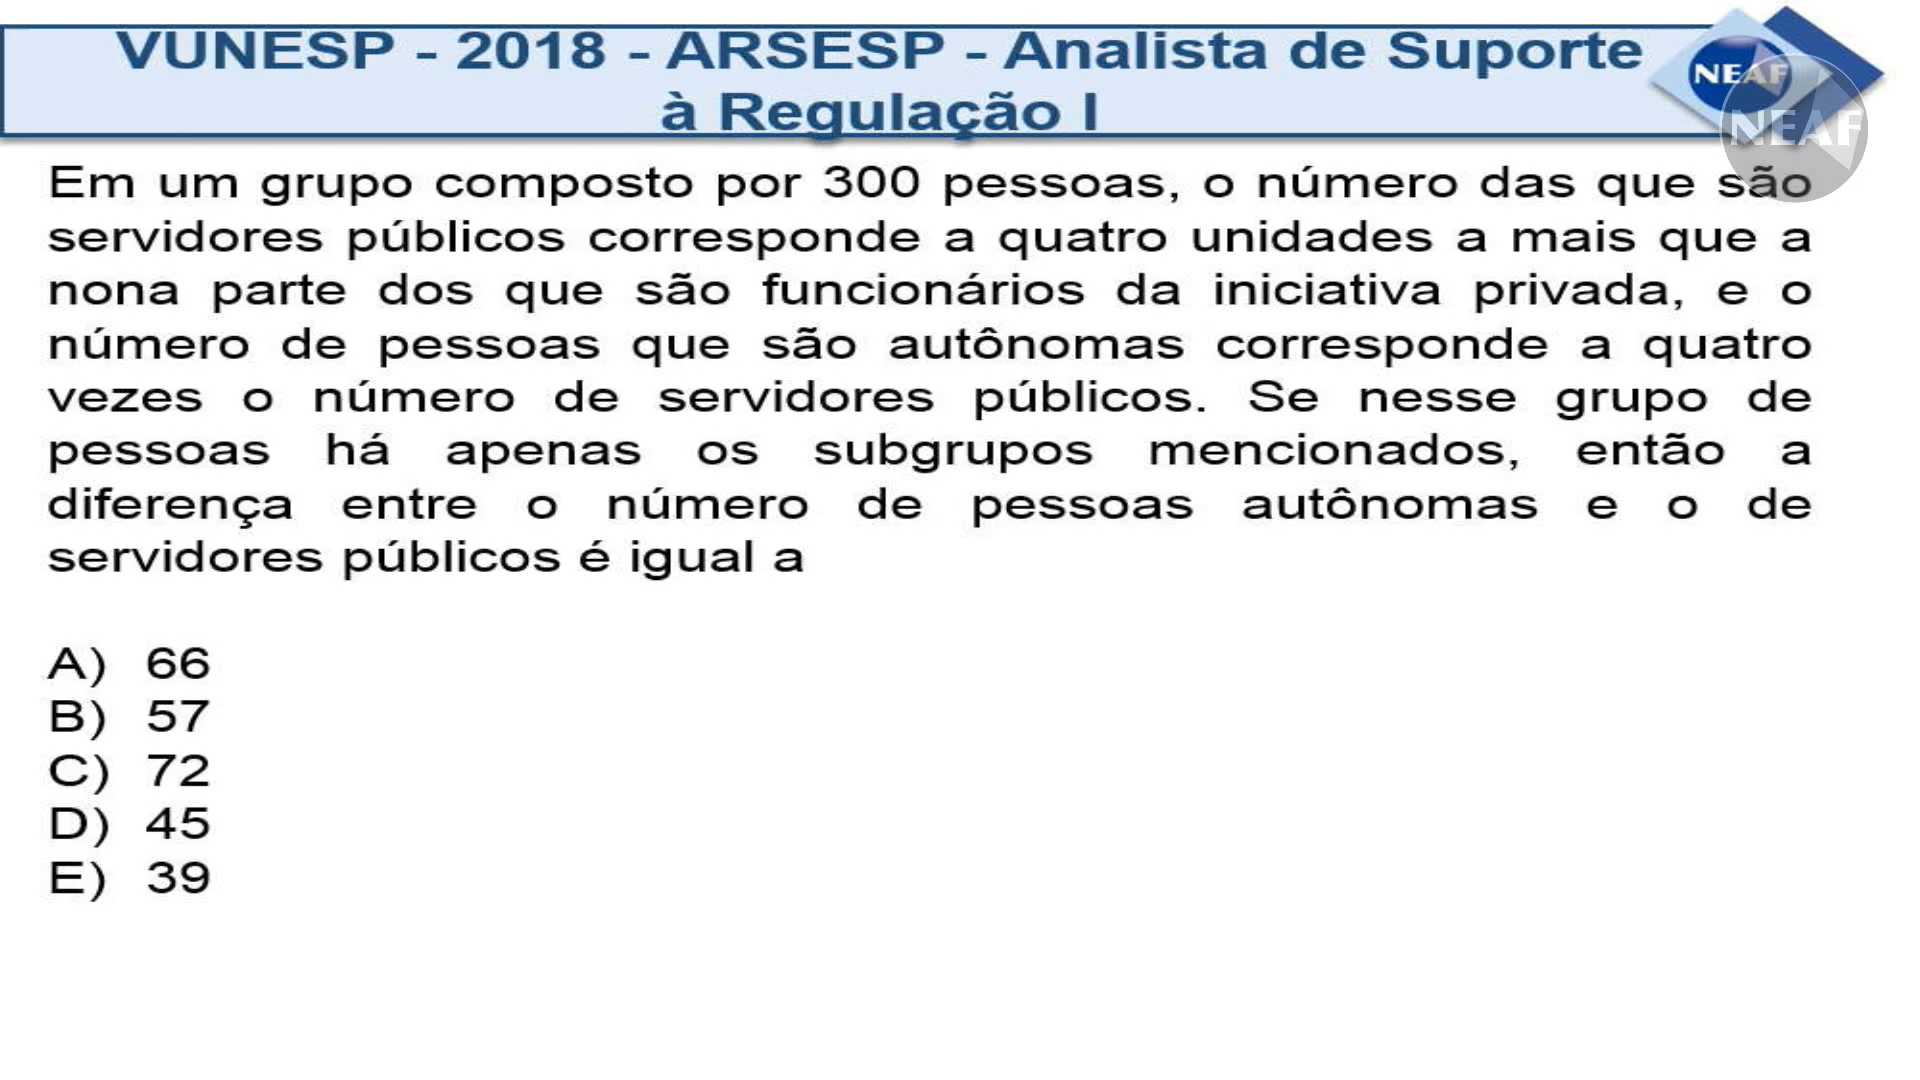 VUNESP - 2018 - ARSESP - Analista de Suporte
à Regulação I
NEAF
NEAF
Em um grupo composto por 300 pessoas, o número das que são
servidores públicos corresponde a quatro unidades a mais que a
nona parte dos que são funcionários da iniciativa privada, e o
número de pessoas que são autônomas corresponde a quatro
vezes o número de servidores públicos. Se nesse grupo de
pessoas há apenas os subgrupos mencionados, então a
diferença entre o número de pessoas autônomas e o de
servidores públicos é igual a
A) 66
B) 57
C) 72
D) 45
E) 39